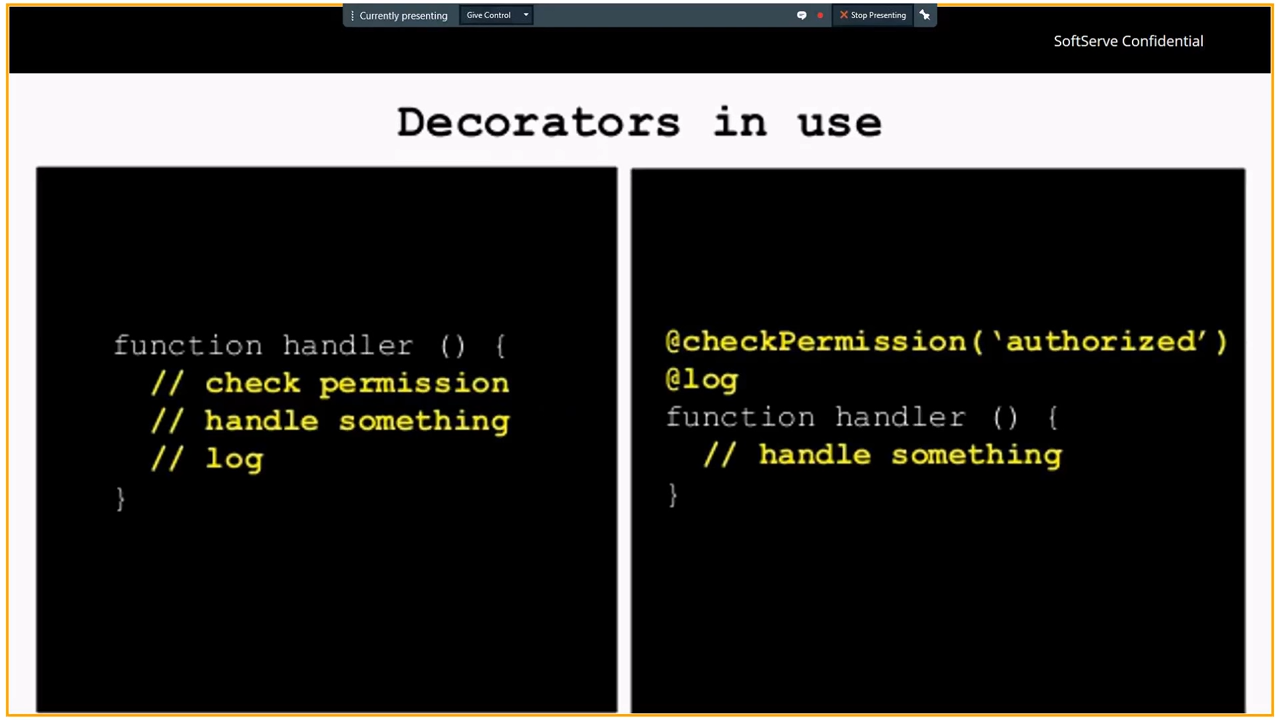 Currently presenting
Give Control
Stop Presenting
SoftServe Confidential
Decorators in use
function handler () {
// check permission
// handle something
// log
}
@checkPermission(‘authorized’)
@log
function handler () {
// handle something
}